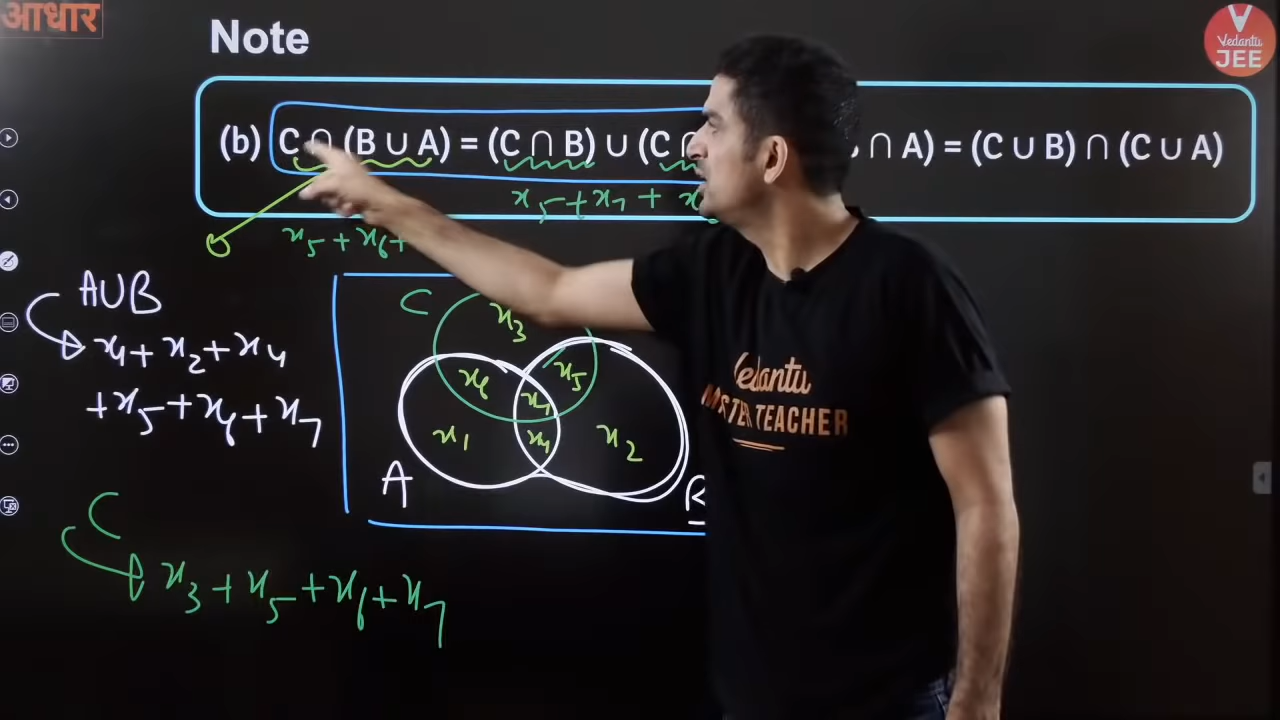 आधार
Note
Vedantu
JEE
(b) C ∩ (B ∪ A) = (C ∩ B) ∪ (C ∩ A) = (C ∪ B) ∩ (C ∪ A)
x5 + x7 + x
x5 + x6 +
A∪B
x1 + x2 + x4
+ x5 + x6 + x7
C
x3
x6
x5
x7
x1
x4
x2
A
B
Vedantu
MASTER TEACHER
C
x3 + x5 + x6 + x7